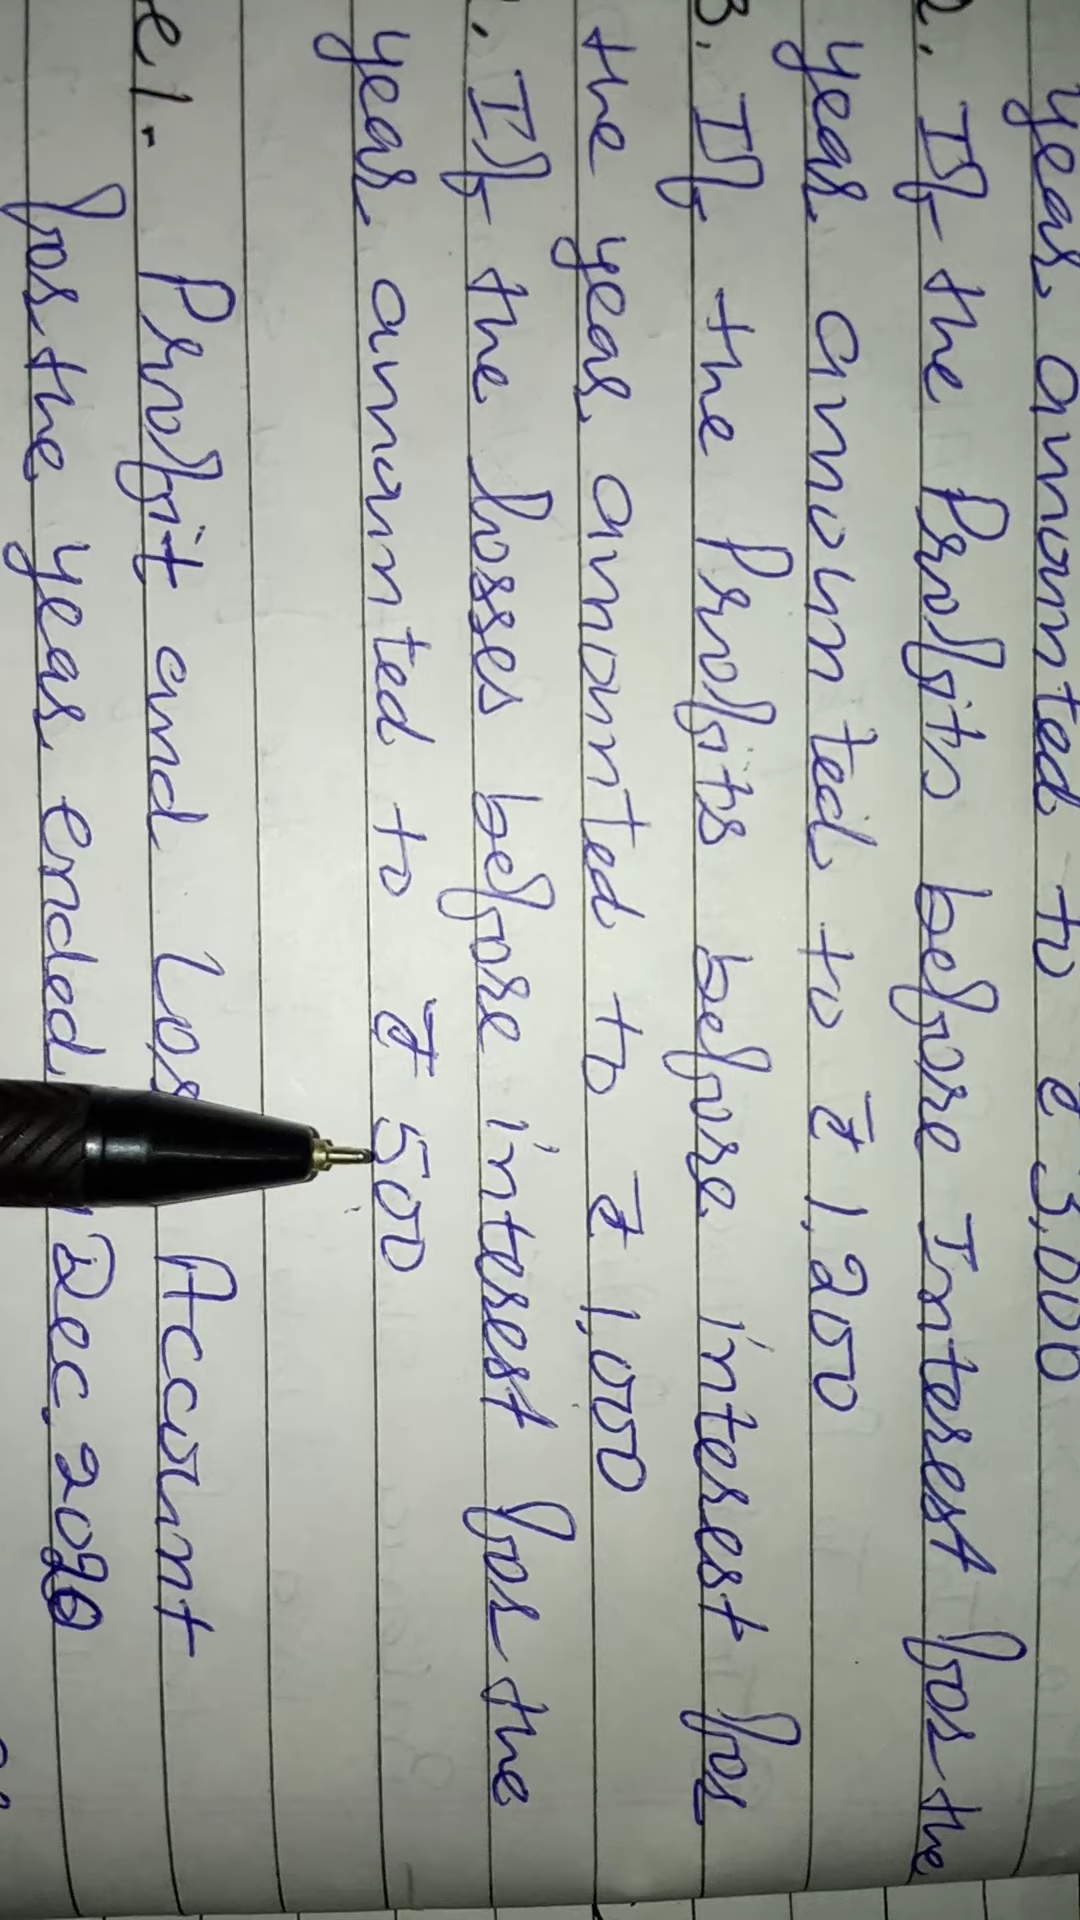 year amounted to ₹ 3,000
2. If the Profits before Interest for the
year amounted to ₹ 1,200
3. If the Profits before interest for
the year amounted to ₹ 1,000
. If the losses before interest for the
year amounted to ₹ 500
e 1. Profit and Los Account
for the year ended Dec, 2020